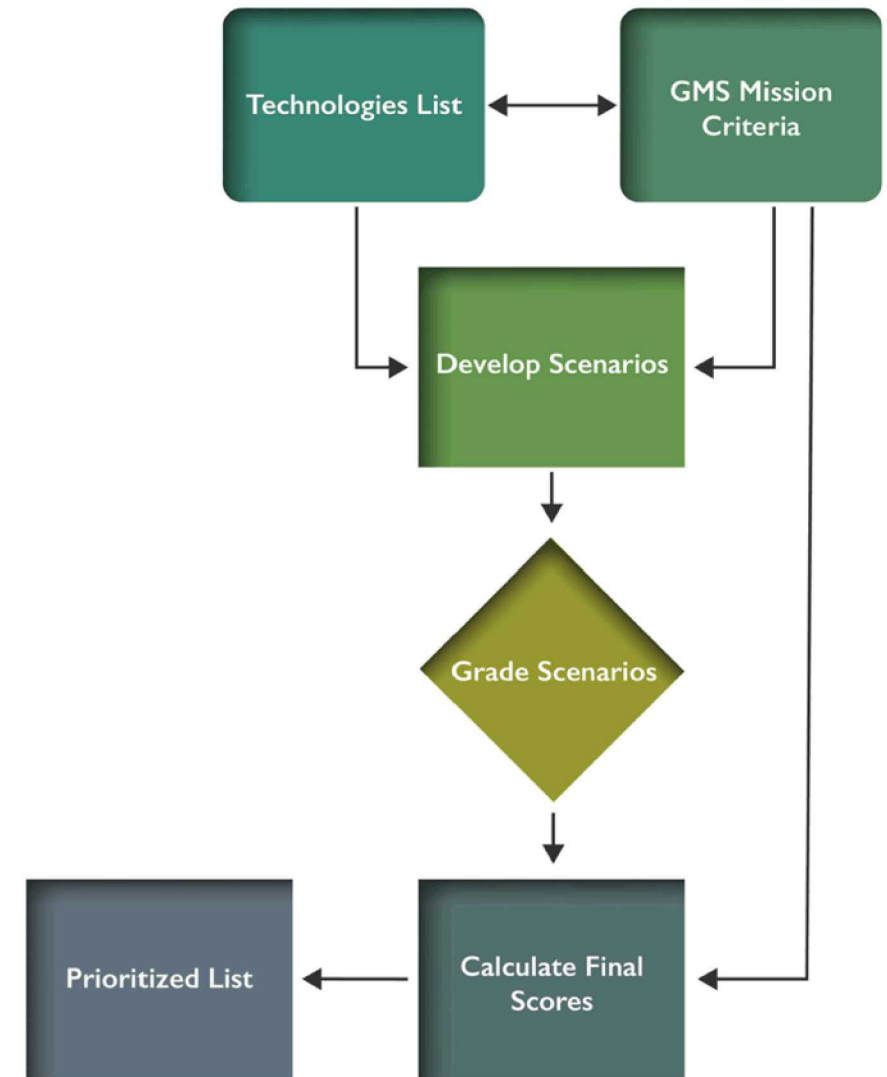 Technologies List
GMS Mission
Criteria
Develop Scenarios
Grade Scenarios
Prioritized List
Calculate Final
Scores